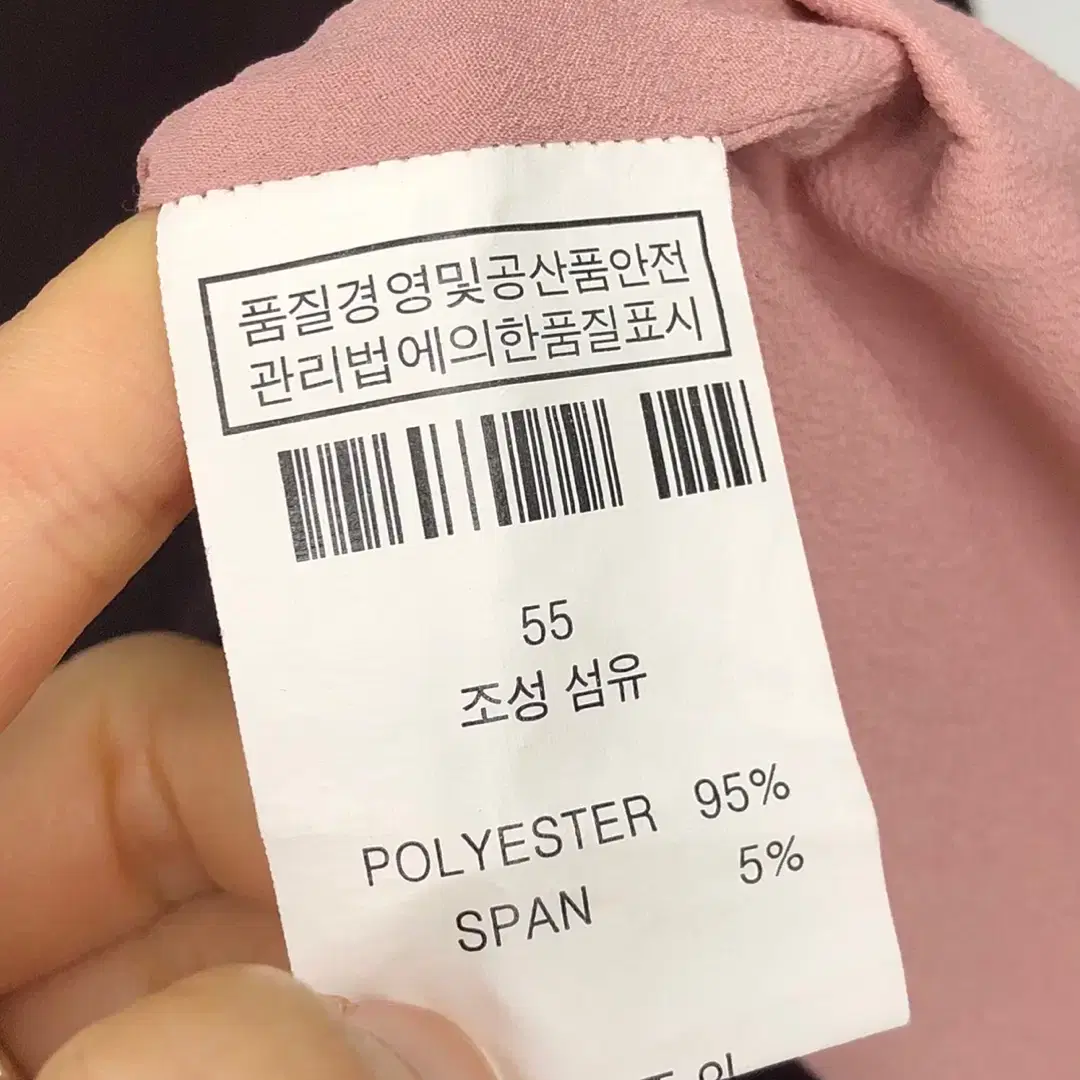 품질경영및공산품안전
관리법에의한품질표시
55
조성 섬유
POLYESTER 95%
SPAN 5%